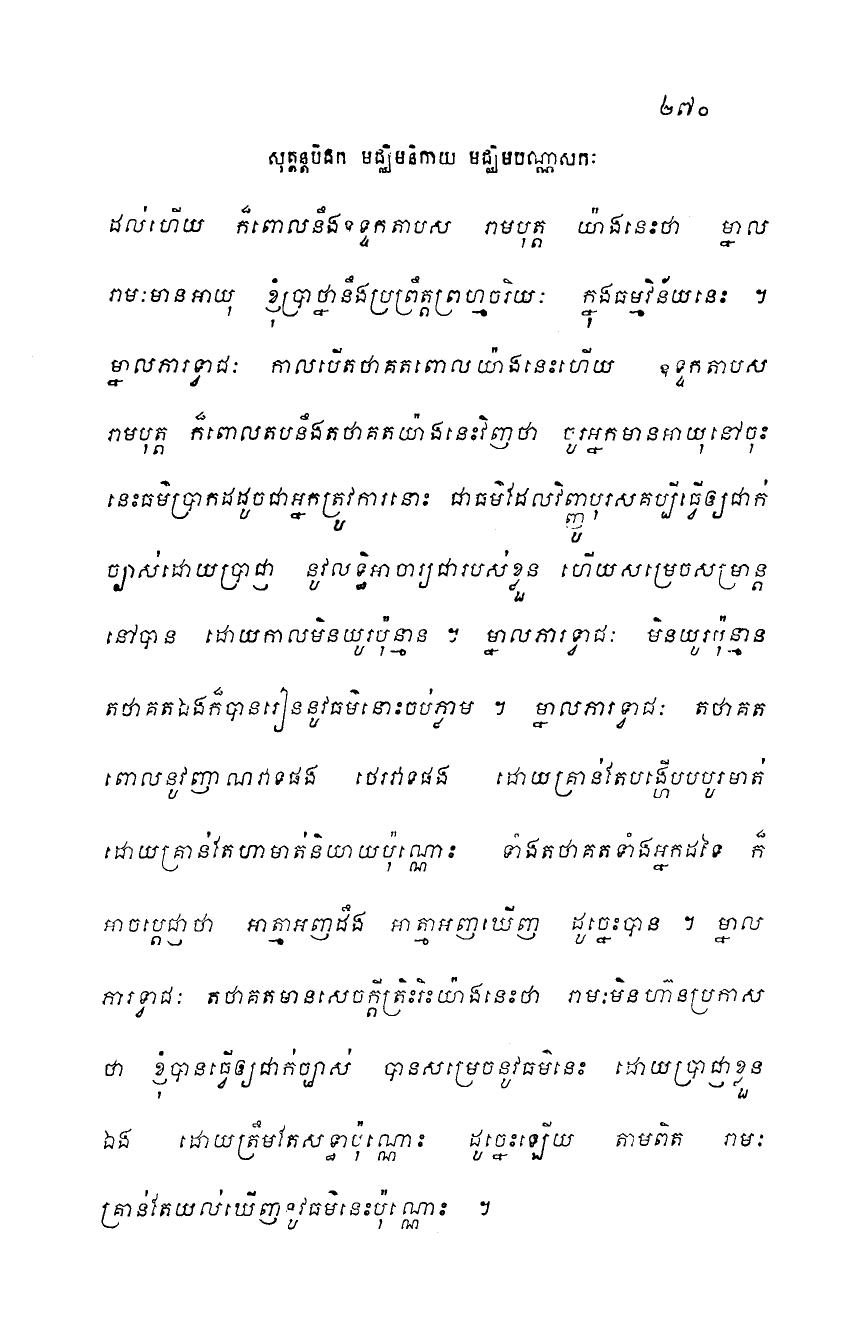 ២៧០
សុត្តន្តបិដក មជ្ឈិមនិកាយ មជ្ឈិមបណ្ណាសកៈ
ដល់ហើយ ក៏ពោលនឹងឧទ្ទកតាបស រាមបុត្ត យ៉ាងនេះថា ម្នាល
រាមៈមានអាយុ ខ្ញុំប្រាថ្នានឹងប្រព្រឹត្តព្រហ្មចរិយៈ ក្នុងធម្មវិន័យនេះ ។
ម្នាលភារទ្វាជៈ កាលបើតថាគតពោលយ៉ាងនេះហើយ ឧទ្ទកតាបស
រាមបុត្ត ក៏ពោលតបនឹងតថាគតយ៉ាងនេះវិញថា ចូរអ្នកមានអាយុនៅចុះ
នេះធម៌ប្រាកដដូចជាអ្នកត្រូវការនោះ ជាធម៌ដែលវិញ្ញូបុរសគប្បីធ្វើឲ្យជាក់
ច្បាស់ដោយប្រាជ្ញា នូវលទ្ធិអាចារ្យជារបស់ខ្លួន ហើយសម្រេចសម្រាន្ត
នៅបាន ដោយកាលមិនយូរប៉ុន្មាន ។ ម្នាលភារទ្វាជៈ មិនយូរប៉ុន្មាន
តថាគតឯងក៏បានរៀននូវធម៌នោះចប់ភ្លាម ។ ម្នាលភារទ្វាជៈ តថាគត
ពោលនូវញាណវាទផង ថេរវាទផង ដោយគ្រាន់តែបង្ហើបបបូរមាត់
ដោយគ្រាន់តែហាមាត់និយាយប៉ុណ្ណោះ ទាំងតថាគតទាំងអ្នកដទៃ ក៏
អាចប្តេជ្ញាថា អាត្មាអញដឹង អាត្មាអញឃើញ ដូច្នេះបាន ។ ម្នាល
ភារទ្វាជៈ តថាគតមានសេចក្តីត្រិះរិះយ៉ាងនេះថា រាមៈមិនហ៊ានប្រកាស
ថា ខ្ញុំបានធ្វើឲ្យជាក់ច្បាស់ បានសម្រេចនូវធម៌នេះ ដោយប្រាជ្ញាខ្លួន
ឯង ដោយត្រឹមតែសទ្ធាប៉ុណ្ណោះ ដូច្នេះឡើយ តាមពិត រាមៈ
គ្រាន់តែយល់ឃើញនូវធម៌នេះប៉ុណ្ណោះ ។